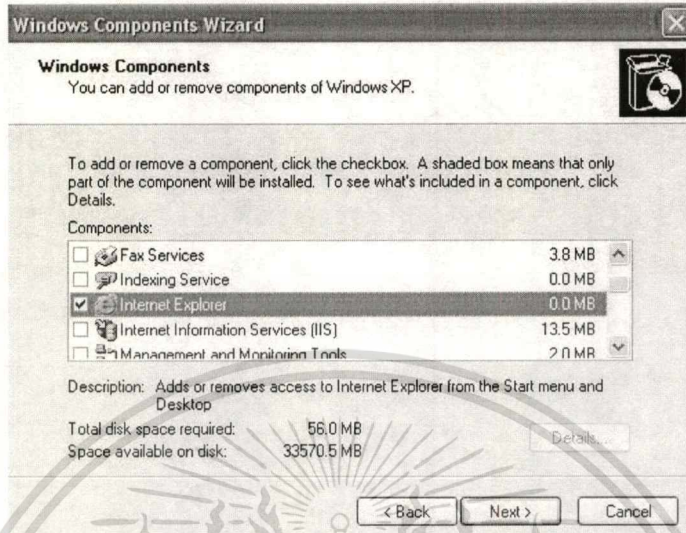 Windows Components Wizard
Windows Components
You can add or remove components of Windows XP.
To add or remove a component, click the checkbox. A shaded box means that only
part of the component will be installed. To see what's included in a component, click
Details.
Components:
Fax Services 3.8 MB
Indexing Service 0.0 MB
Internet Explorer 0.0 MB
Internet Information Services (IIS) 13.5 MB
Management and Monitoring Tools 2.0 MB
Description: Adds or removes access to Internet Explorer from the Start menu and
Desktop
Total disk space required: 56.0 MB
Space available on disk: 33570.5 MB
Details...
< Back Next > Cancel